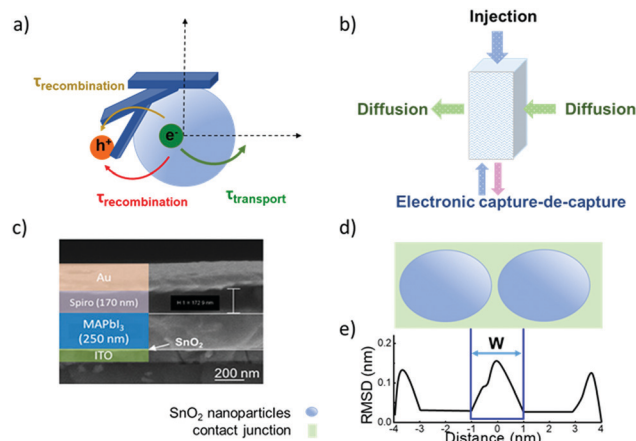 a)
τrecombination
h+
e-
τrecombination
τtransport
b)
Injection
Diffusion
Diffusion
Electronic capture-de-capture
c)
Au
Spiro (170 nm)
MAPbI3
(250 nm)
SnO2
ITO
200 nm
SnO2 nanoparticles
contact junction
d)
e)
W
RMSD (nm)
0.2
0.1
0.0
-4 -3 -2 -1 0 1 2 3 4
Distance (nm)